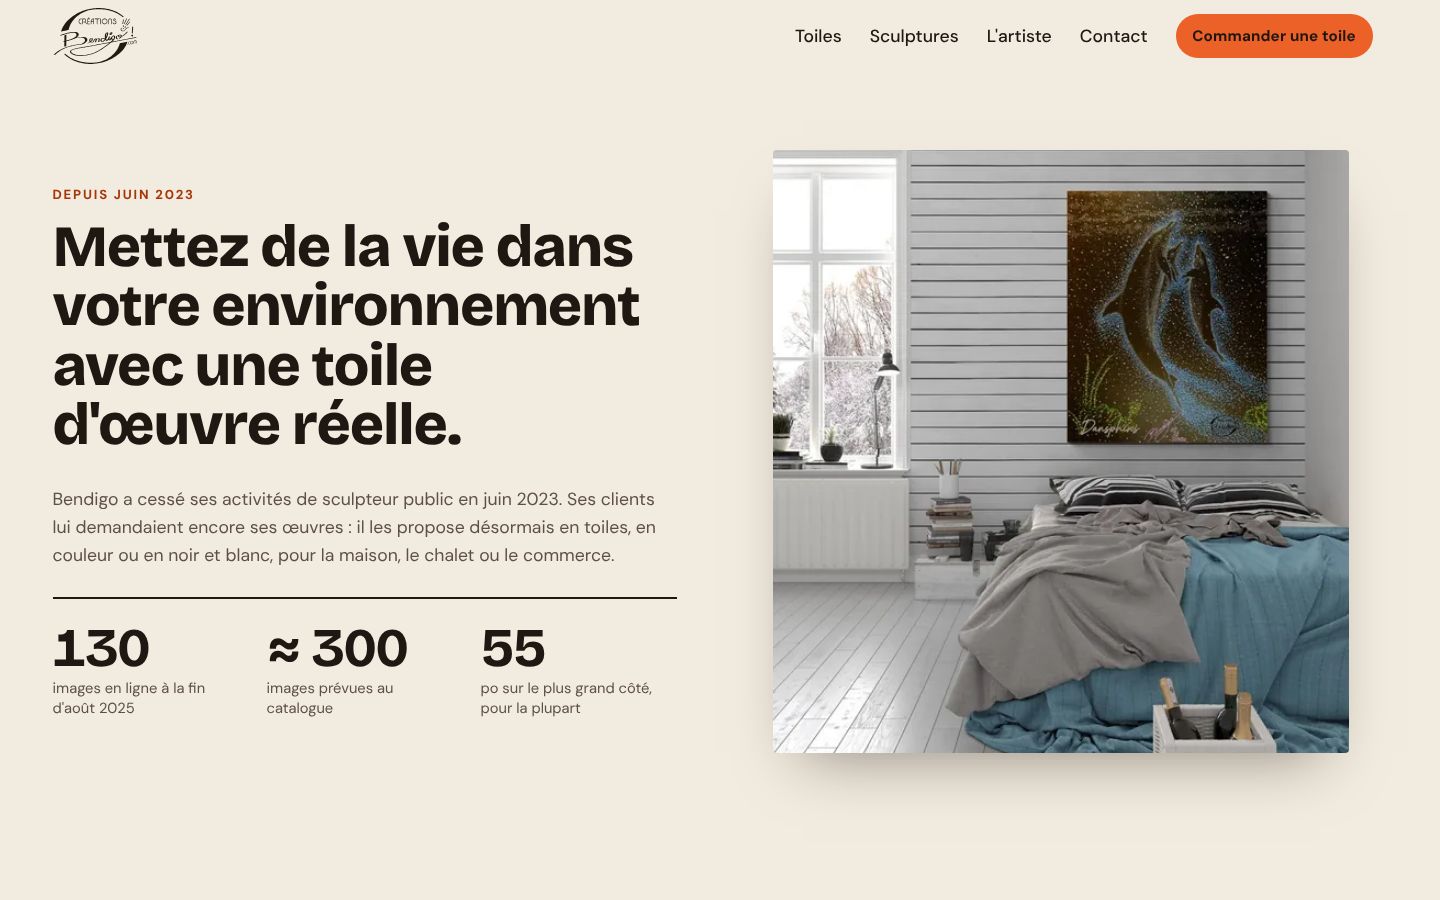 CRÉATIONS
Bendigo !
.com
Toiles
Sculptures
L'artiste
Contact
Commander une toile
DEPUIS JUIN 2023
Mettez de la vie dans
votre environnement
avec une toile
d'œuvre réelle.
Bendigo a cessé ses activités de sculpteur public en juin 2023. Ses clients
lui demandaient encore ses œuvres : il les propose désormais en toiles, en
couleur ou en noir et blanc, pour la maison, le chalet ou le commerce.
130
images en ligne à la fin
d'août 2025
≈ 300
images prévues au
catalogue
55
po sur le plus grand côté,
pour la plupart
Dansphins